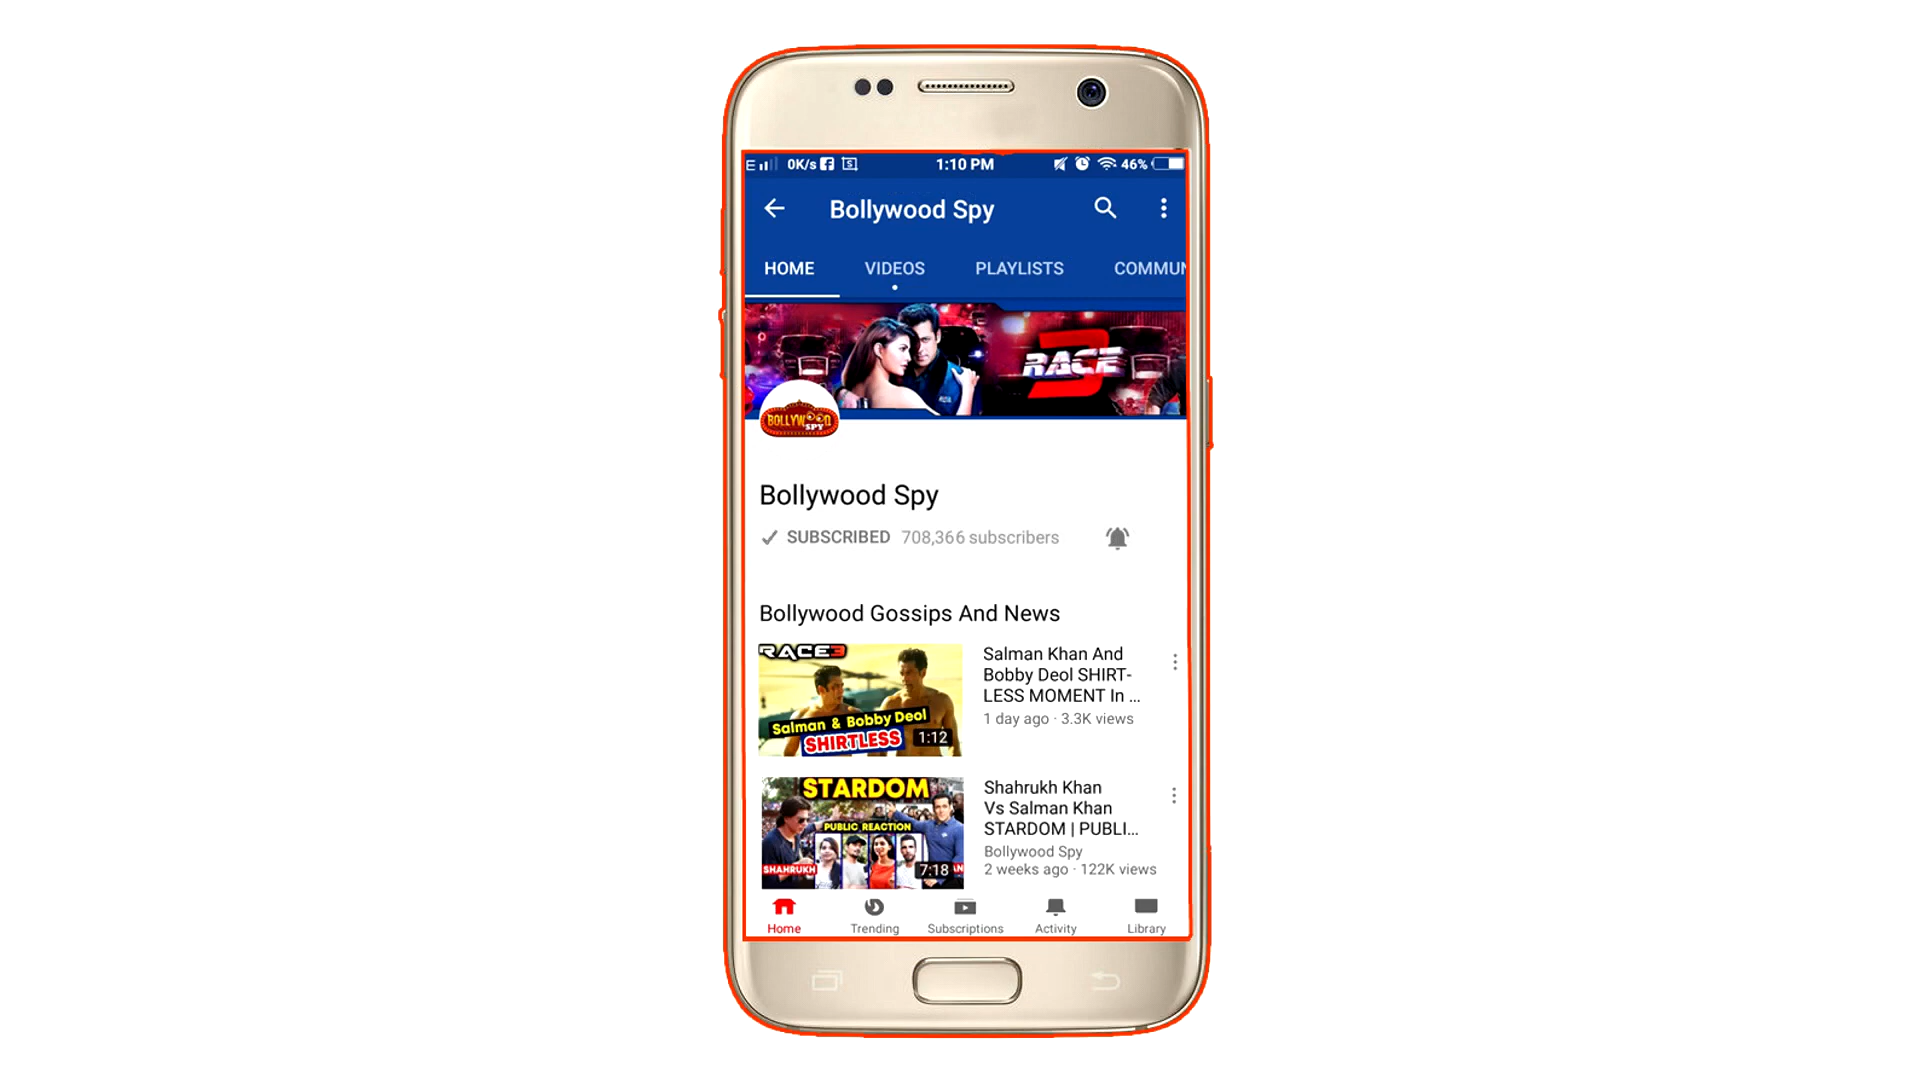 E 0K/s 1:10 PM 46%
Bollywood Spy
HOME VIDEOS PLAYLISTS COMMUN
RACE 3
BOLLYWOOD
SPY
Bollywood Spy
SUBSCRIBED 708,366 subscribers
Bollywood Gossips And News
RACE3
Salman & Bobby Deol
SHIRTLESS
1:12
Salman Khan And
Bobby Deol SHIRT-
LESS MOMENT In ...
1 day ago · 3.3K views
STARDOM
PUBLIC REACTION
SHAHRUKH
7:18
Shahrukh Khan
Vs Salman Khan
STARDOM | PUBLI...
Bollywood Spy
2 weeks ago · 122K views
Home Trending Subscriptions Activity Library